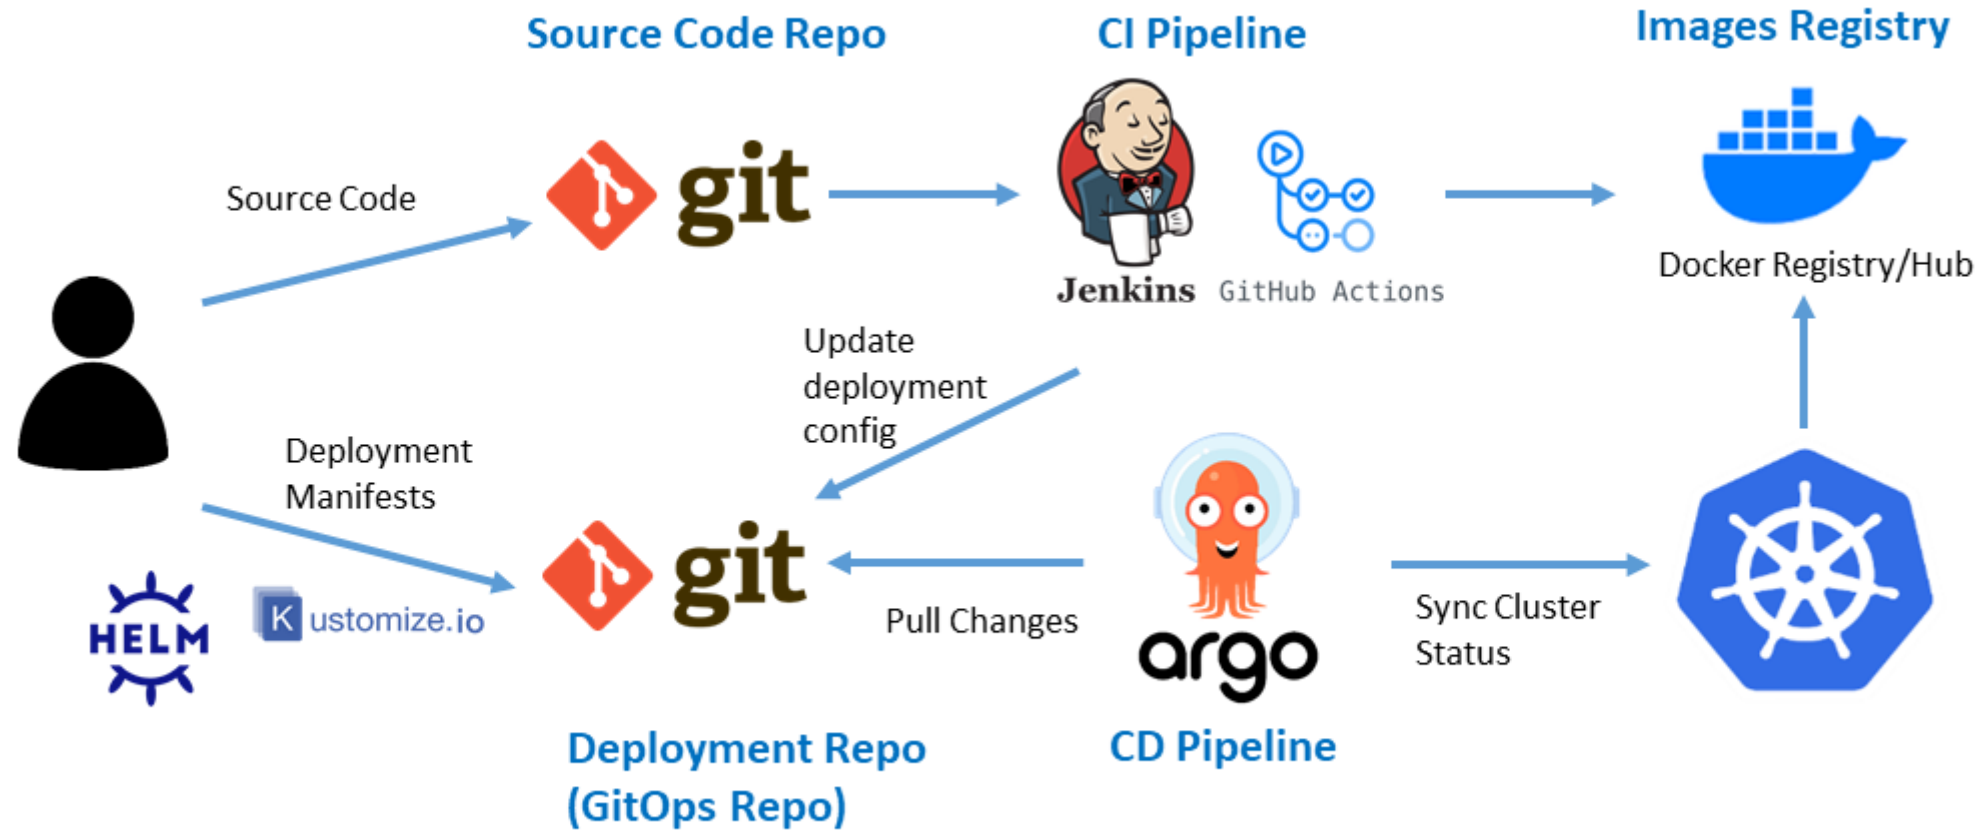 Source Code Repo
CI Pipeline
Images Registry
Source Code
git
Jenkins
GitHub Actions
Docker Registry/Hub
Update
deployment
config
Deployment
Manifests
HELM
Kustomize.io
git
Pull Changes
argo
Sync Cluster
Status
Deployment Repo
(GitOps Repo)
CD Pipeline